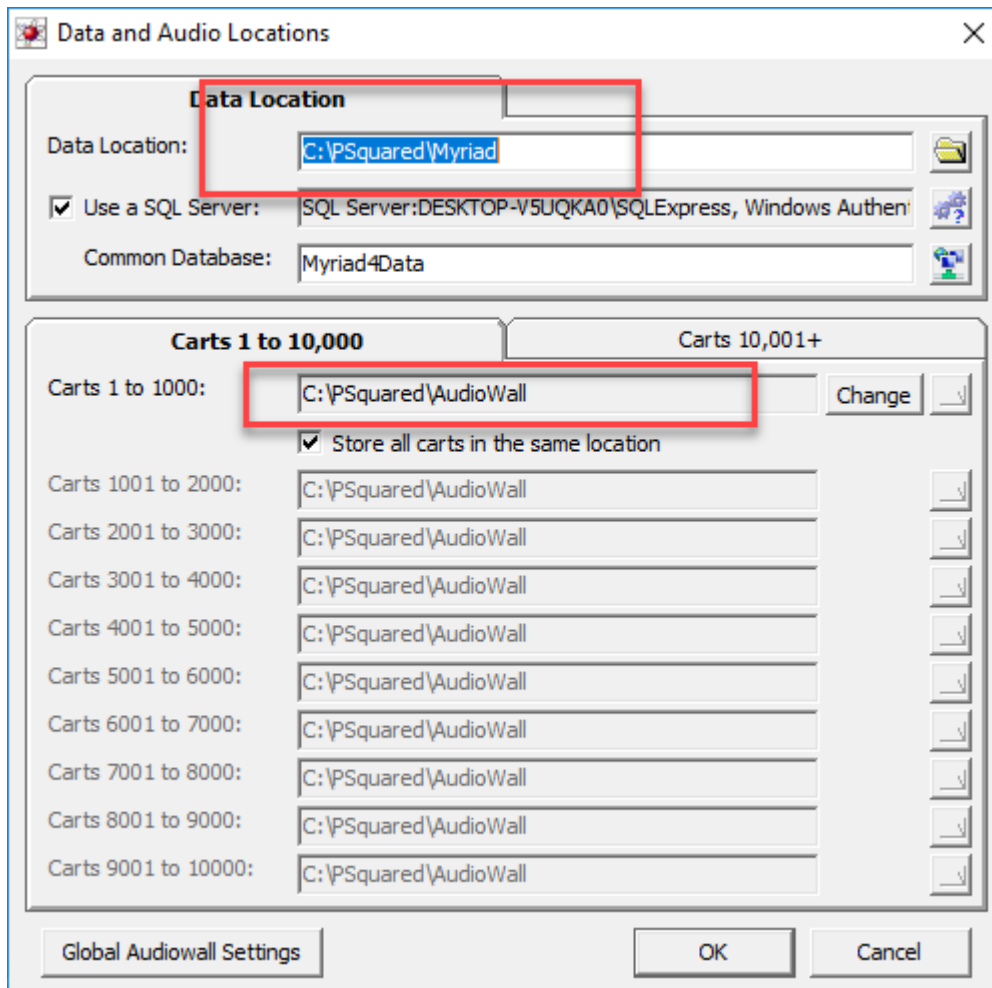 Data and Audio Locations
Data Location
Data Location: C:\PSquared\Myriad
Use a SQL Server: SQL Server:DESKTOP-V5UQKA0\SQLExpress, Windows Authent
Common Database: Myriad4Data
Carts 1 to 10,000 Carts 10,001+
Carts 1 to 1000: C:\PSquared\AudioWall Change
Store all carts in the same location
Carts 1001 to 2000: C:\PSquared\AudioWall
Carts 2001 to 3000: C:\PSquared\AudioWall
Carts 3001 to 4000: C:\PSquared\AudioWall
Carts 4001 to 5000: C:\PSquared\AudioWall
Carts 5001 to 6000: C:\PSquared\AudioWall
Carts 6001 to 7000: C:\PSquared\AudioWall
Carts 7001 to 8000: C:\PSquared\AudioWall
Carts 8001 to 9000: C:\PSquared\AudioWall
Carts 9001 to 10000: C:\PSquared\AudioWall
Global Audiowall Settings OK Cancel